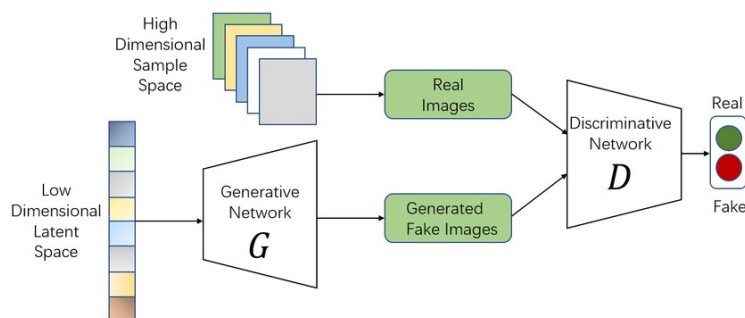 High
Dimensional
Sample
Space
Real
Images
Discriminative
Network
D
Real
Fake
Low
Dimensional
Latent
Space
Generative
Network
G
Generated
Fake Images